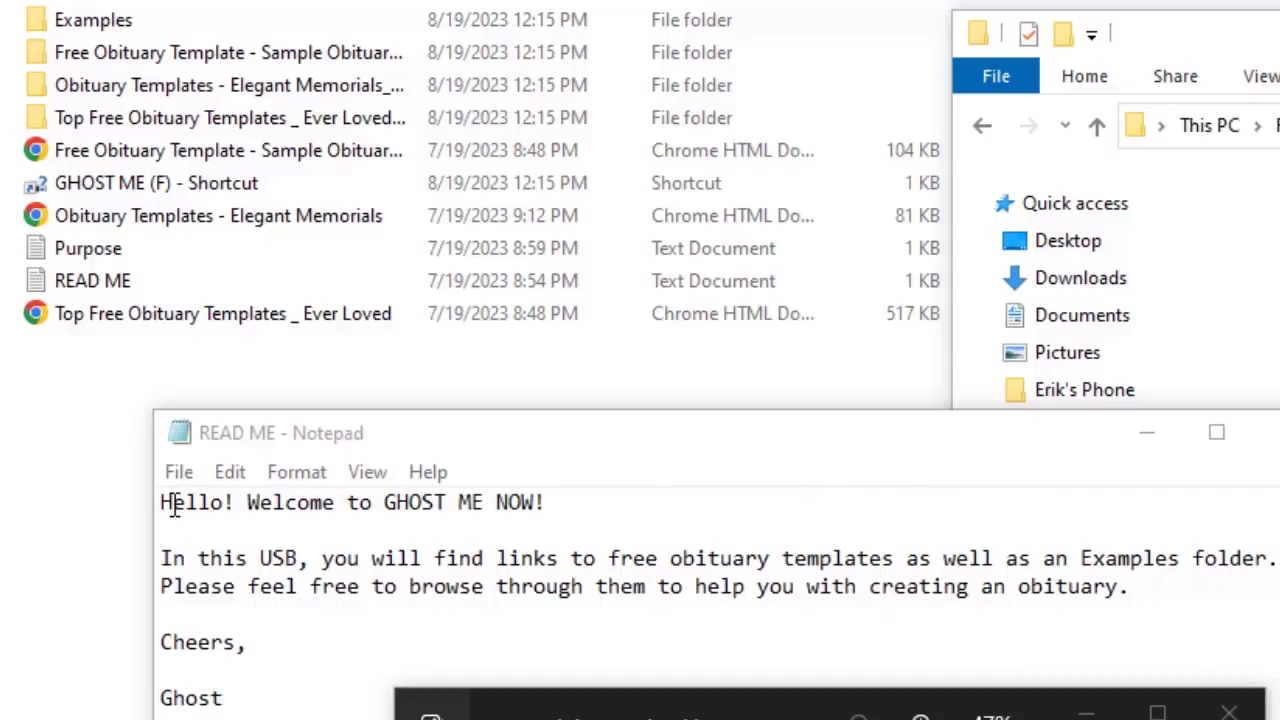 Examples 8/19/2023 12:15 PM File folder
Free Obituary Template - Sample Obituar... 8/19/2023 12:15 PM File folder
Obituary Templates - Elegant Memorials_... 8/19/2023 12:15 PM File folder
Top Free Obituary Templates _ Ever Loved... 8/19/2023 12:15 PM File folder
Free Obituary Template - Sample Obituar... 7/19/2023 8:48 PM Chrome HTML Do... 104 KB
GHOST ME (F) - Shortcut 8/19/2023 12:15 PM Shortcut 1 KB
Obituary Templates - Elegant Memorials 7/19/2023 9:12 PM Chrome HTML Do... 81 KB
Purpose 7/19/2023 8:59 PM Text Document 1 KB
READ ME 7/19/2023 8:54 PM Text Document 1 KB
Top Free Obituary Templates _ Ever Loved 7/19/2023 8:48 PM Chrome HTML Do... 517 KB
File Home Share View
This PC
Quick access
Desktop
Downloads
Documents
Pictures
Erik's Phone
READ ME - Notepad
File Edit Format View Help
Hello! Welcome to GHOST ME NOW!
In this USB, you will find links to free obituary templates as well as an Examples folder.
Please feel free to browse through them to help you with creating an obituary.
Cheers,
Ghost
47%